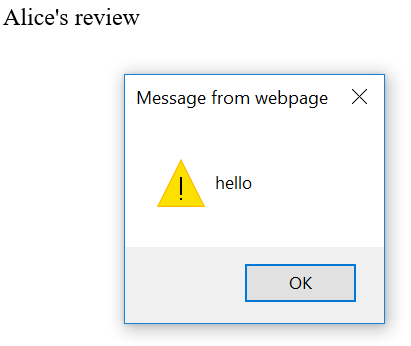 Alice's review
Message from webpage
hello
OK